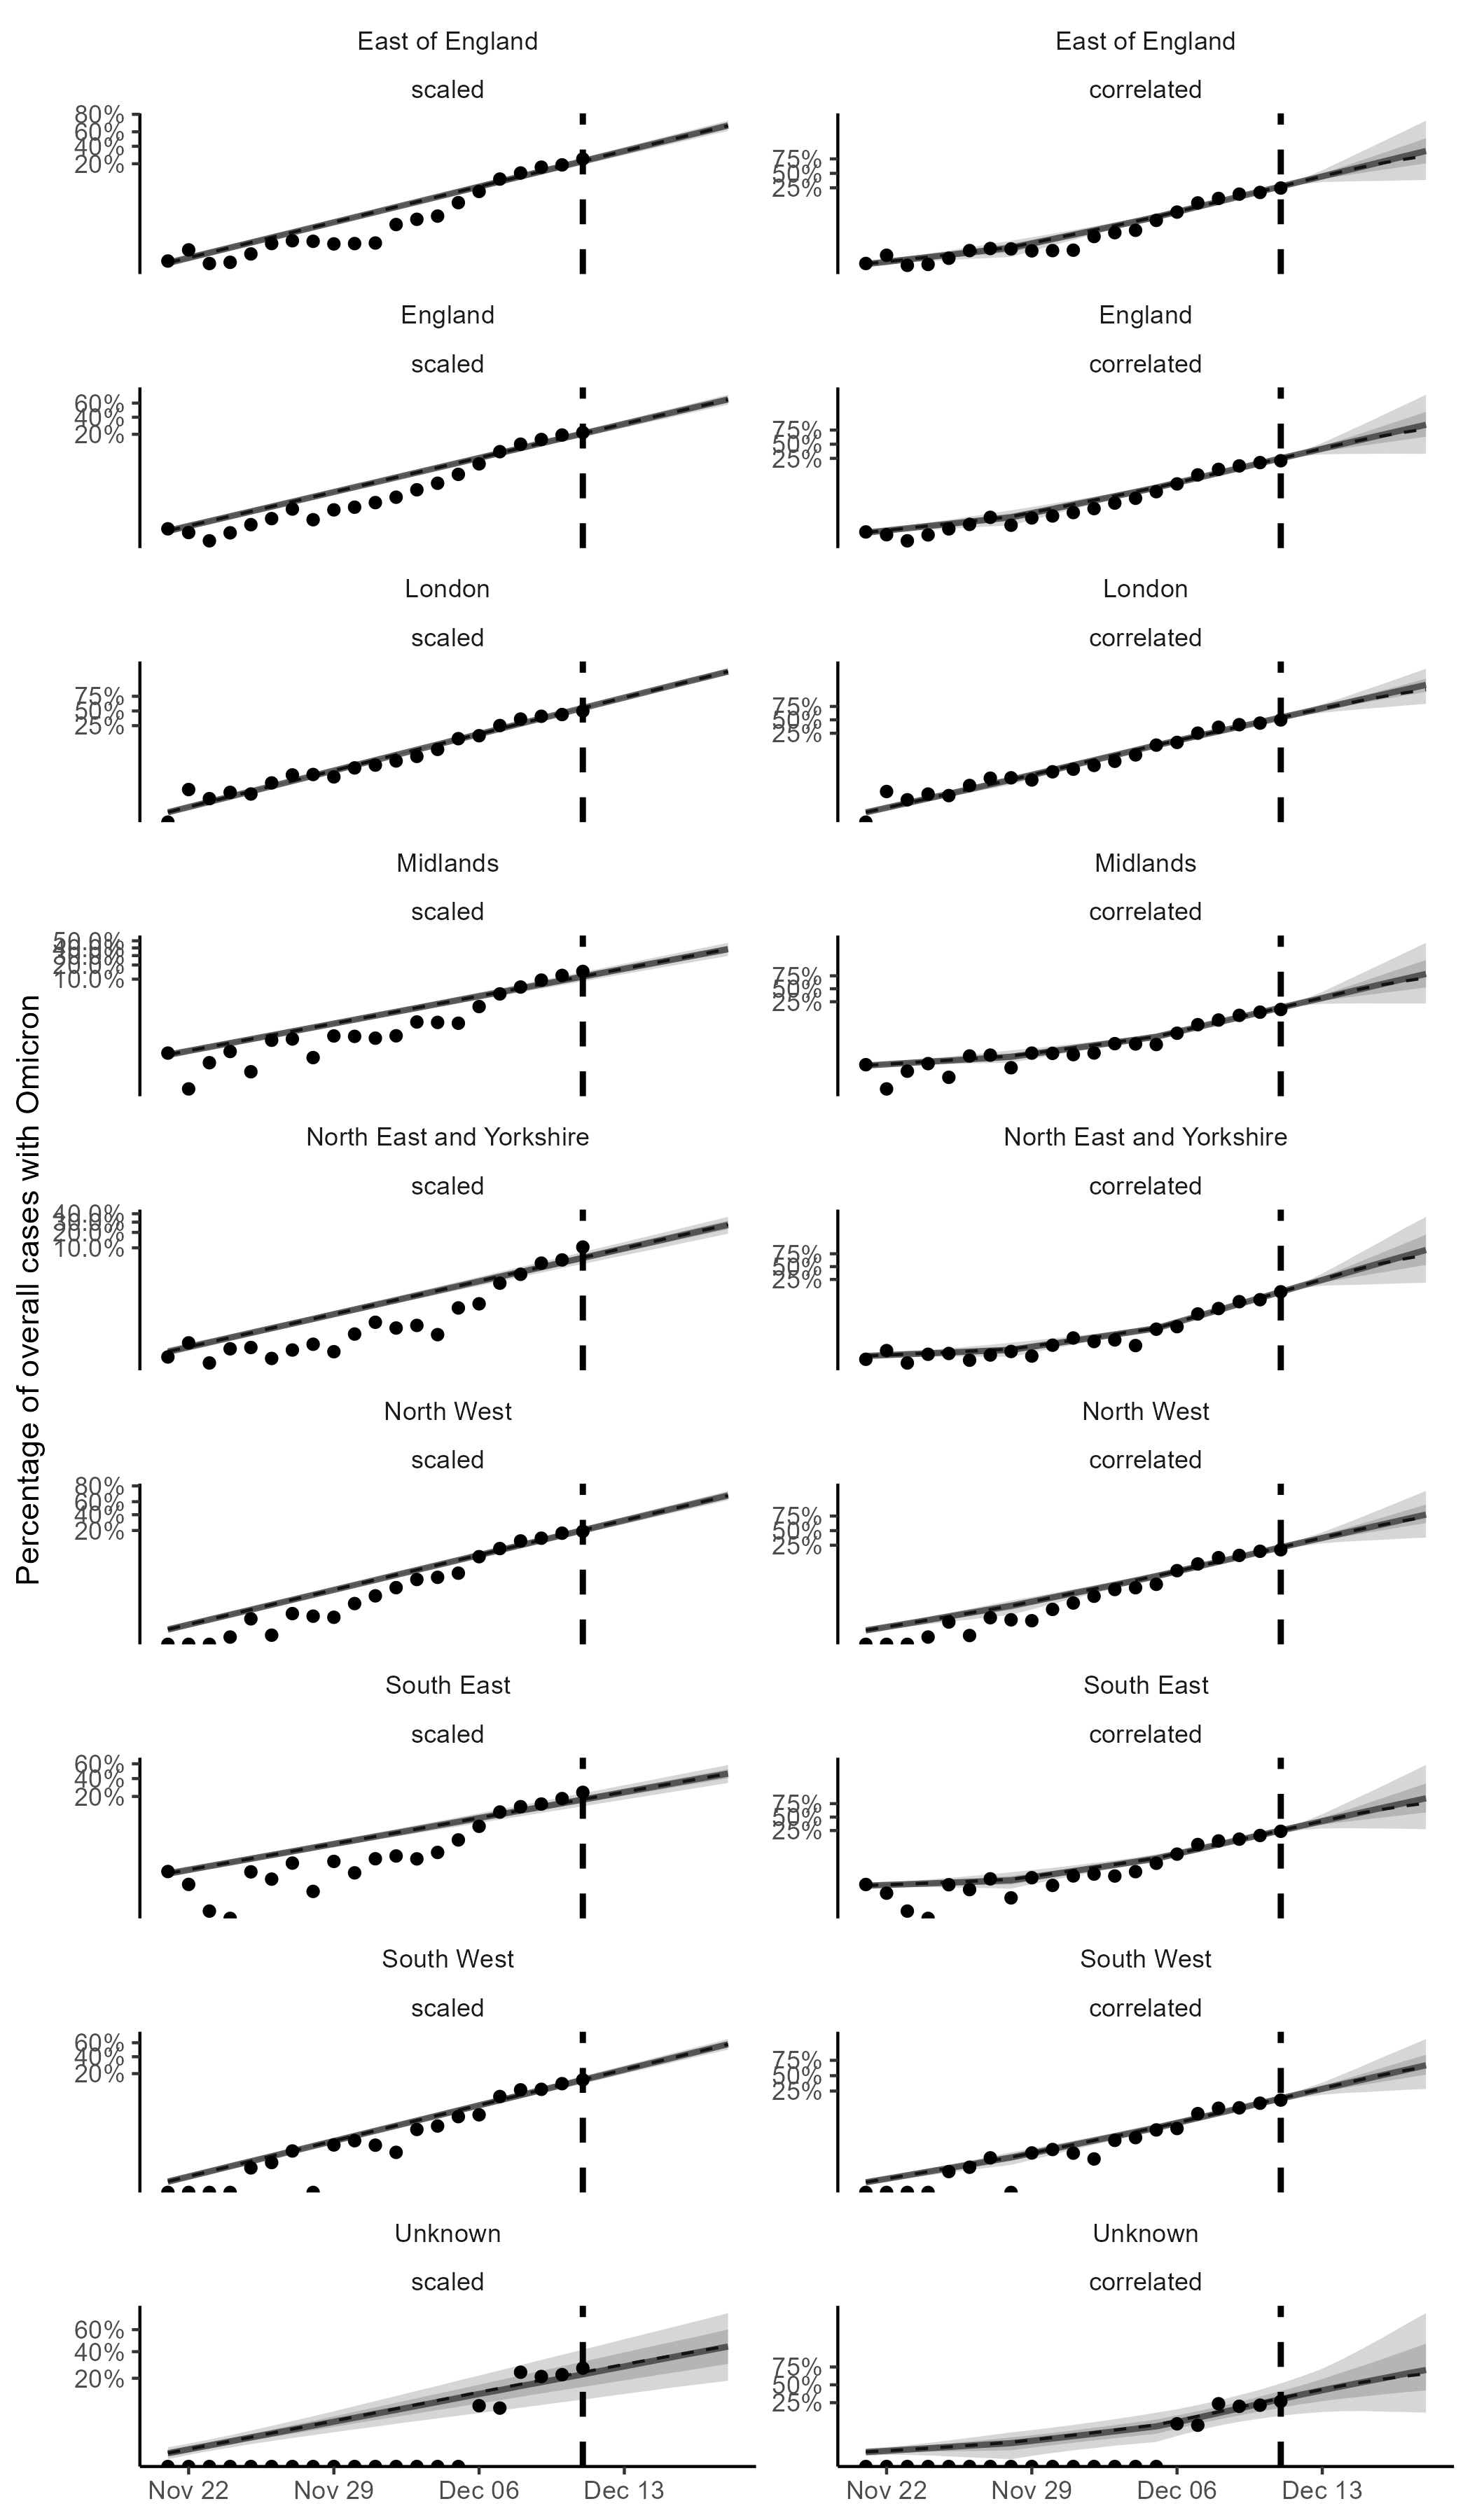 East of England
scaled
80%
60%
40%
20%
East of England
correlated
75%
50%
25%
England
scaled
60%
40%
20%
England
correlated
75%
50%
25%
London
scaled
75%
50%
25%
London
correlated
75%
50%
25%
Midlands
scaled
50.0%
40.0%
30.0%
20.0%
10.0%
Midlands
correlated
75%
50%
25%
Percentage of overall cases with Omicron
North East and Yorkshire
scaled
40.0%
30.0%
20.0%
10.0%
North East and Yorkshire
correlated
75%
50%
25%
North West
scaled
80%
60%
40%
20%
North West
correlated
75%
50%
25%
South East
scaled
60%
40%
20%
South East
correlated
75%
50%
25%
South West
scaled
60%
40%
20%
South West
correlated
75%
50%
25%
Unknown
scaled
60%
40%
20%
Unknown
correlated
75%
50%
25%
Nov 22 Nov 29 Dec 06 Dec 13
Nov 22 Nov 29 Dec 06 Dec 13